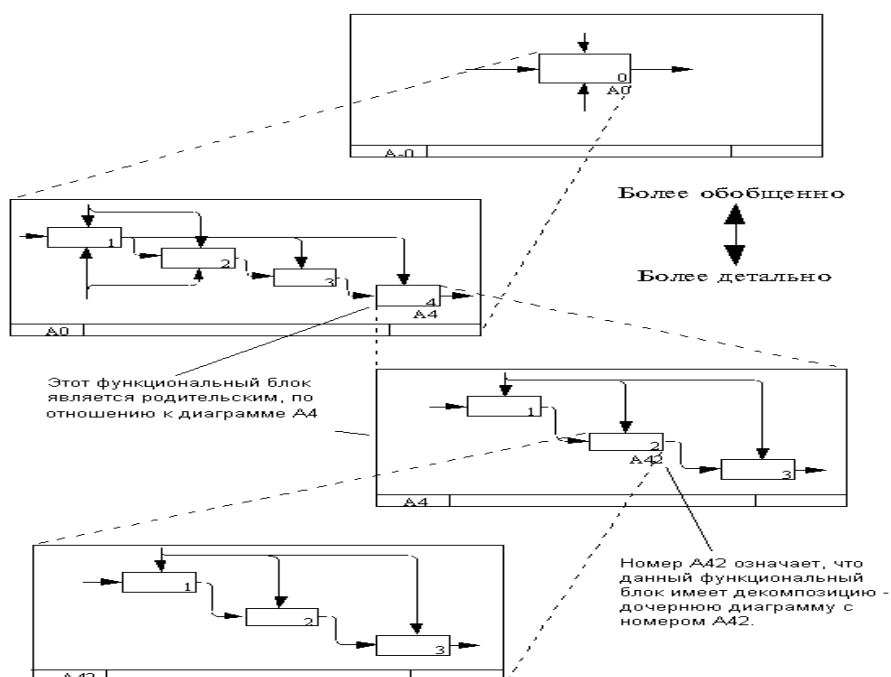 0
A0
A-0
Более обобщенно
Более детально
1
2
3
4
A4
A0
Этот функциональный блок
является родительским, по
отношению к диаграмме A4
1
2
A42
3
A4
Номер A42 означает, что
данный функциональный
блок имеет декомпозицию -
дочернюю диаграмму с
номером A42.
1
2
3
A42